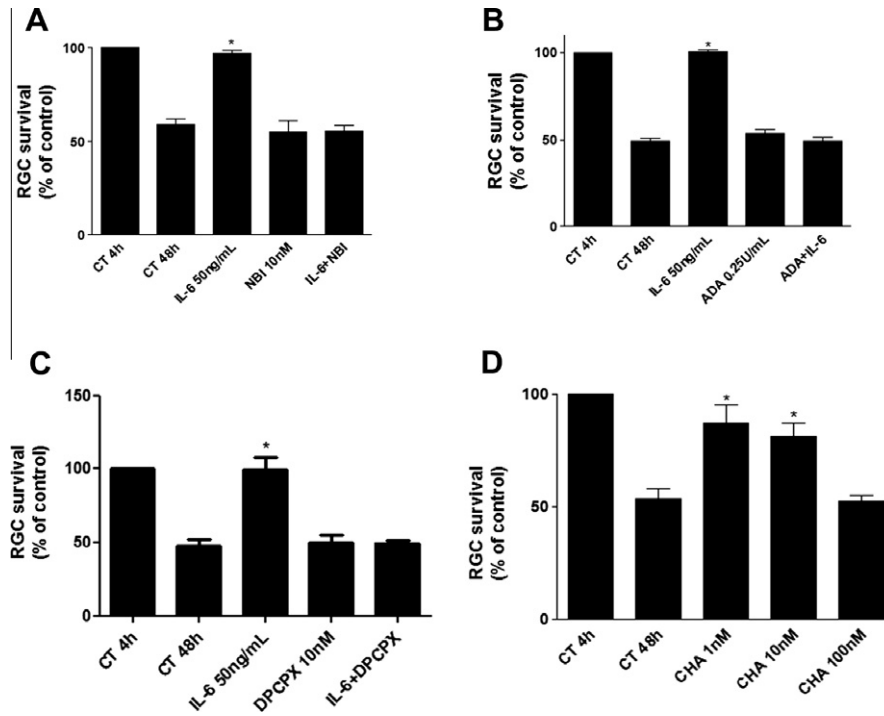 A
RGC survival
(% of control)
100
50
0
*
CT 4h
CT 48h
IL-6 50ng/mL
NBI 10nM
IL-6+NBI
B
RGC survival
(% of control)
100
50
0
*
CT 4h
CT 48h
IL-6 50ng/mL
ADA 0.25U/mL
ADA+IL-6
C
RGC survival
(% of control)
150
100
50
0
*
CT 4h
CT 48h
IL-6 50ng/mL
DPCPX 10nM
IL-6+DPCPX
D
RGC survival
(% of control)
100
50
0
*
*
CT 4h
CT 48h
CHA 1nM
CHA 10nM
CHA 100nM